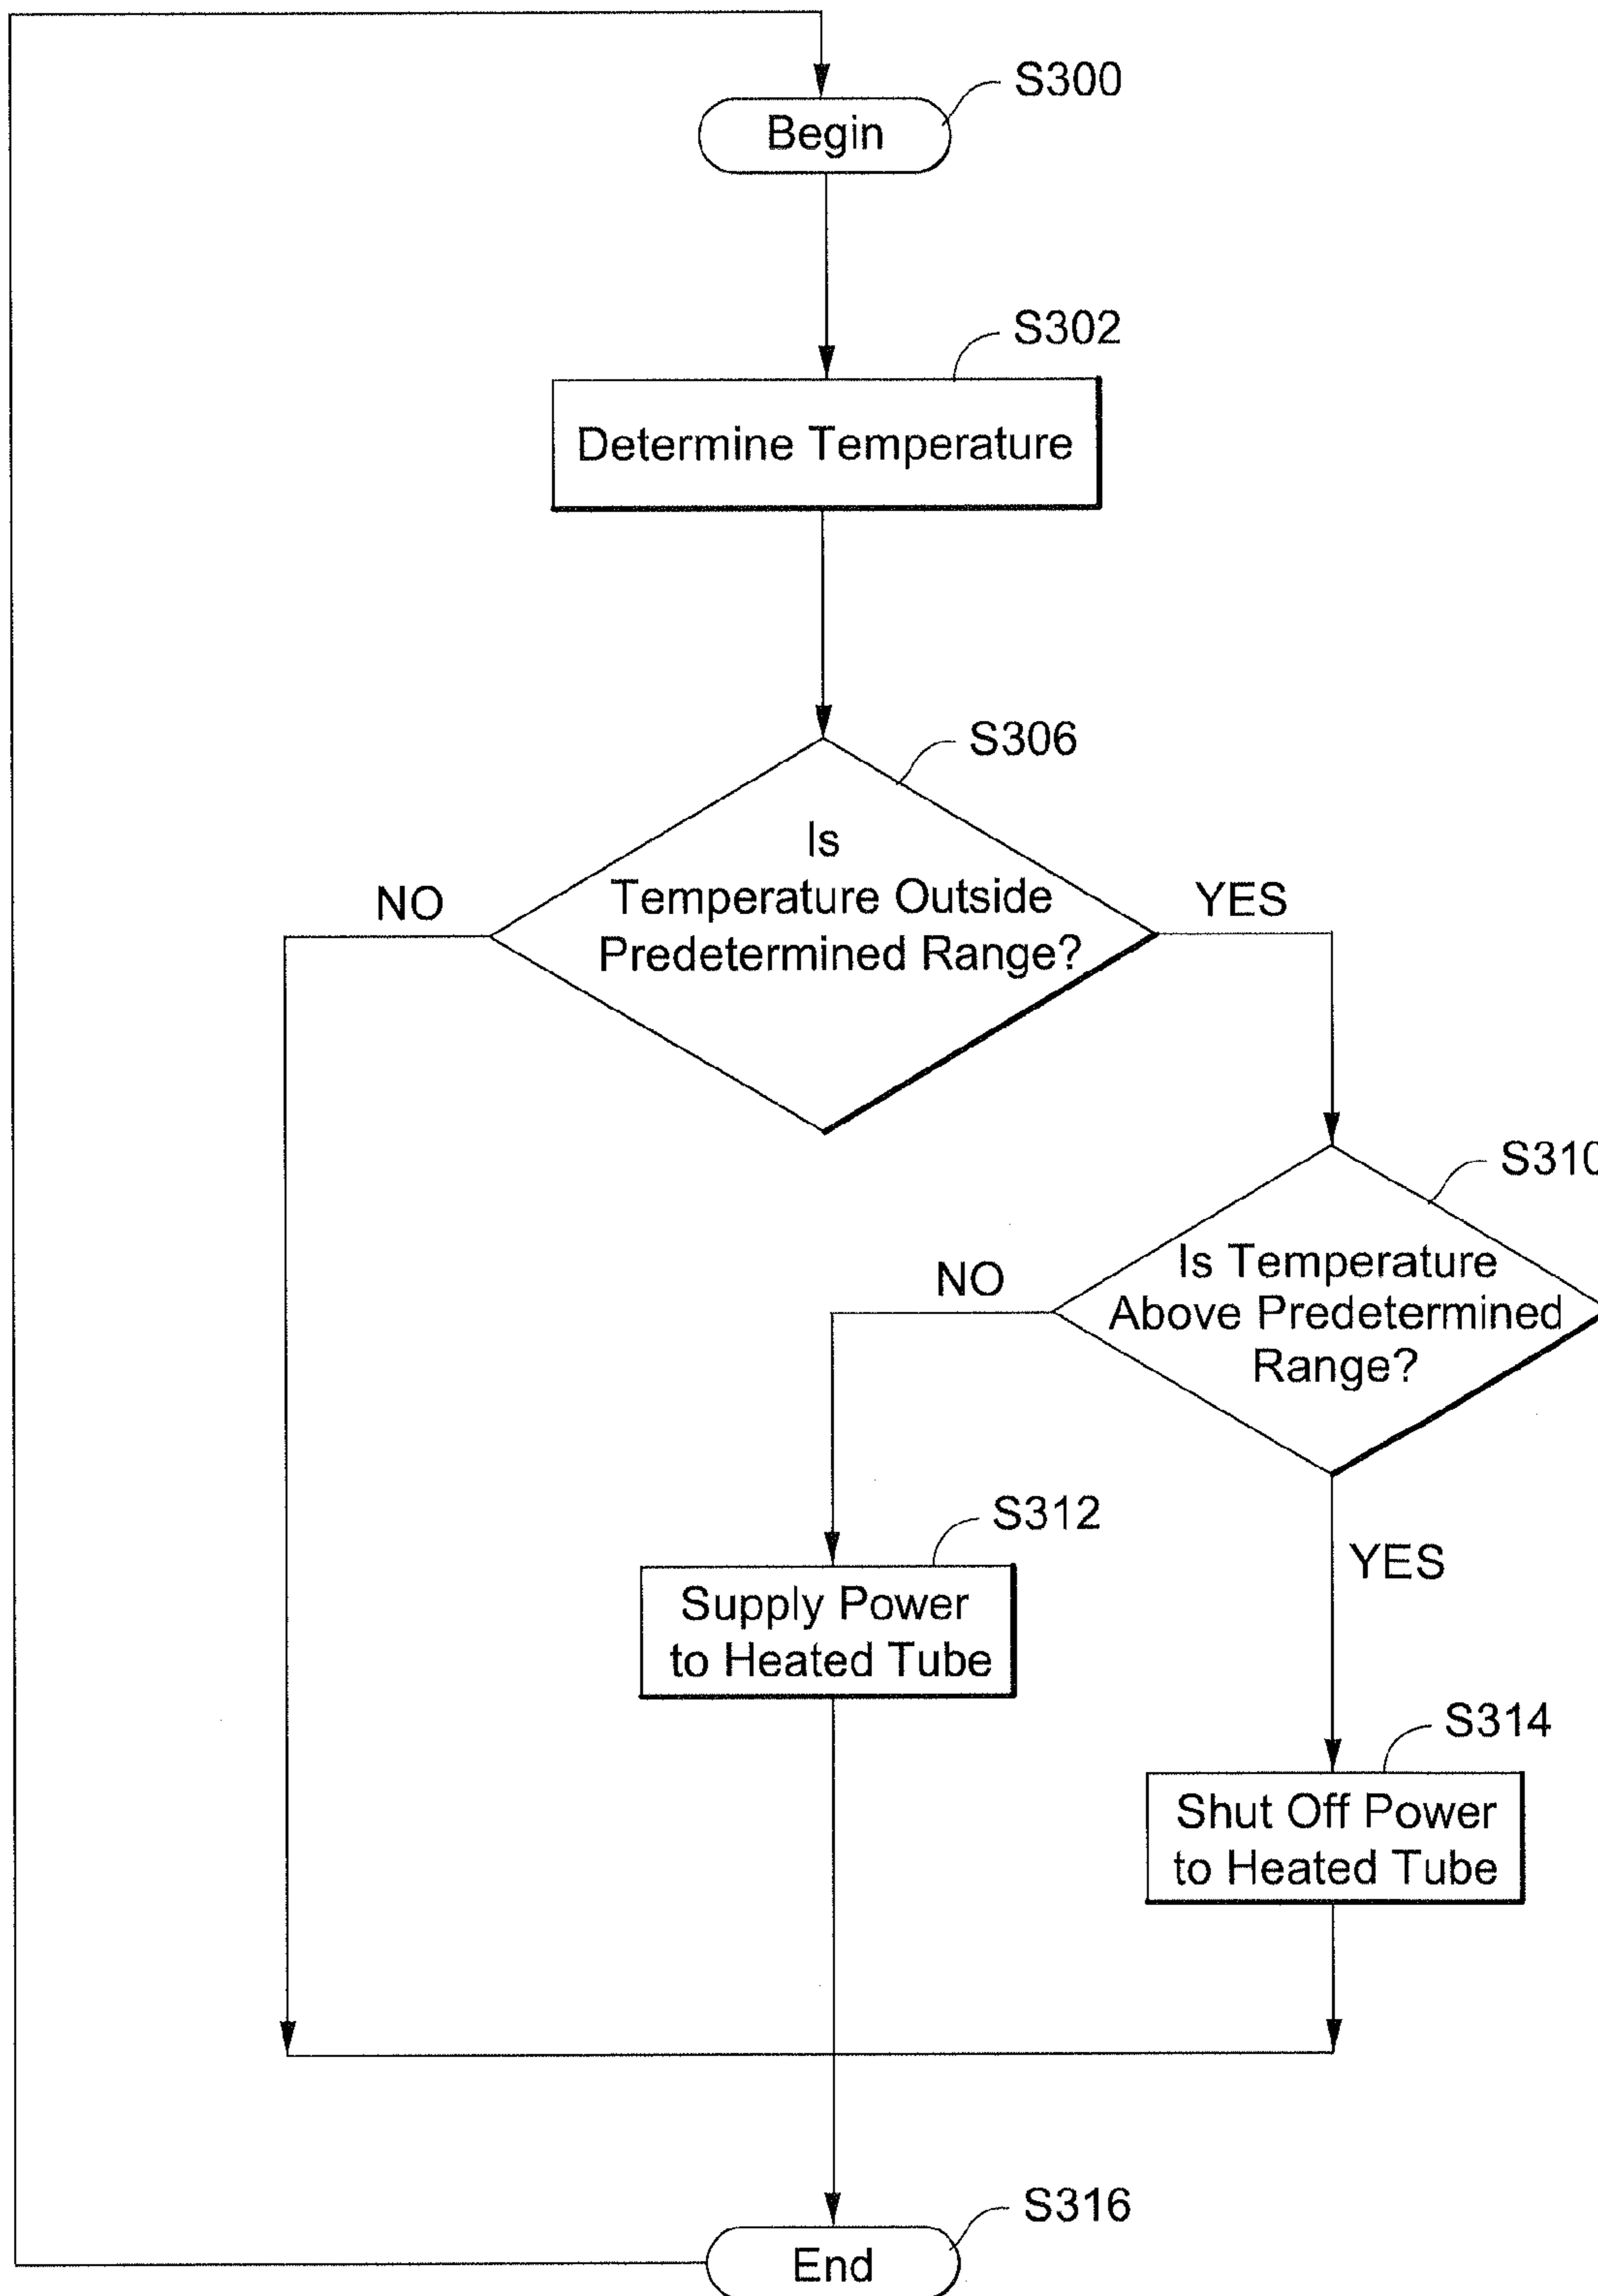 S300
Begin
S302
Determine Temperature
S306
Is
Temperature Outside
Predetermined Range?
NO
YES
S310
Is Temperature
Above Predetermined
Range?
NO
S312
YES
Supply Power
to Heated Tube
S314
Shut Off Power
to Heated Tube
S316
End